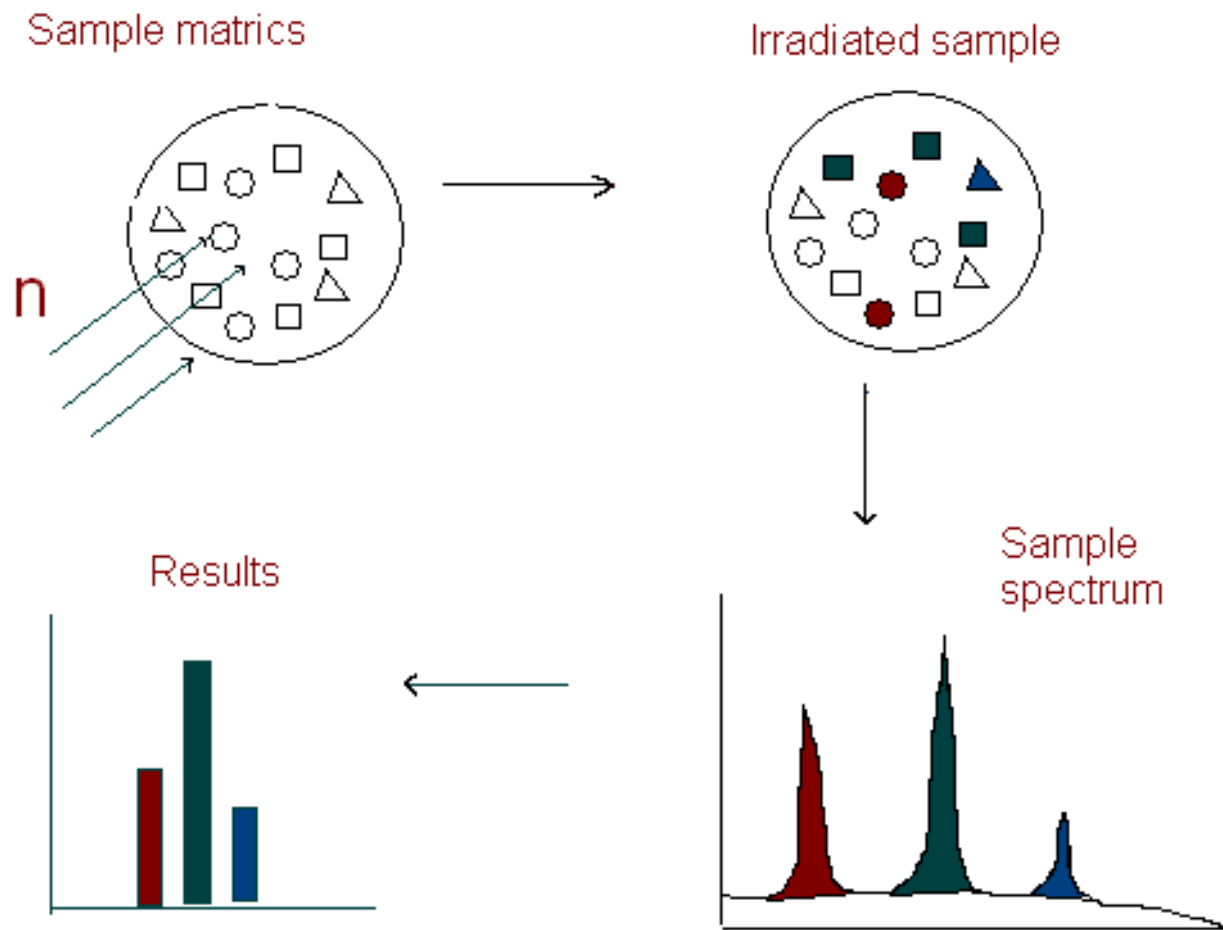 Sample matrics
Irradiated sample
n
Sample
spectrum
Results